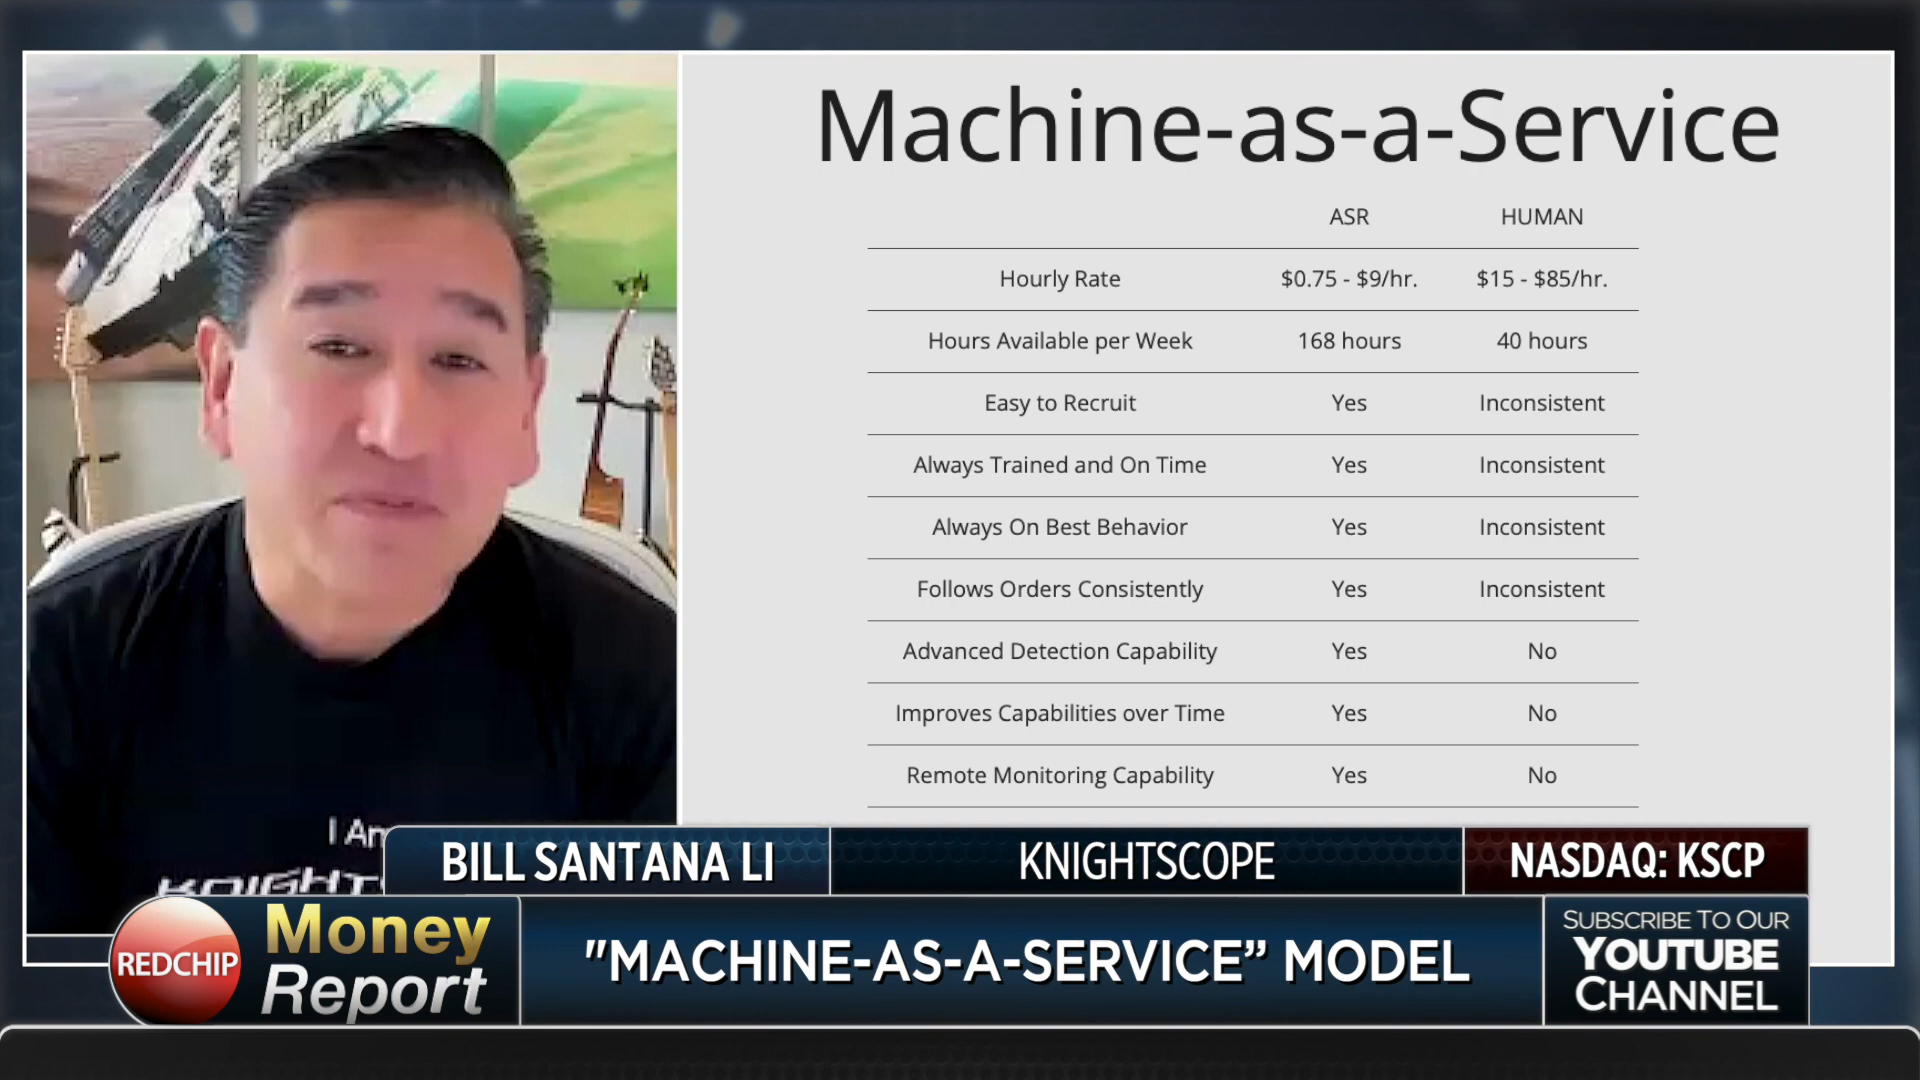 Machine-as-a-Service
ASR HUMAN
Hourly Rate $0.75 - $9/hr. $15 - $85/hr.
Hours Available per Week 168 hours 40 hours
Easy to Recruit Yes Inconsistent
Always Trained and On Time Yes Inconsistent
Always On Best Behavior Yes Inconsistent
Follows Orders Consistently Yes Inconsistent
Advanced Detection Capability Yes No
Improves Capabilities over Time Yes No
Remote Monitoring Capability Yes No
I Am
KNIGHTS
BILL SANTANA LI KNIGHTSCOPE NASDAQ: KSCP
REDCHIP Money Report
"MACHINE-AS-A-SERVICE” MODEL
SUBSCRIBE TO OUR
YOUTUBE
CHANNEL